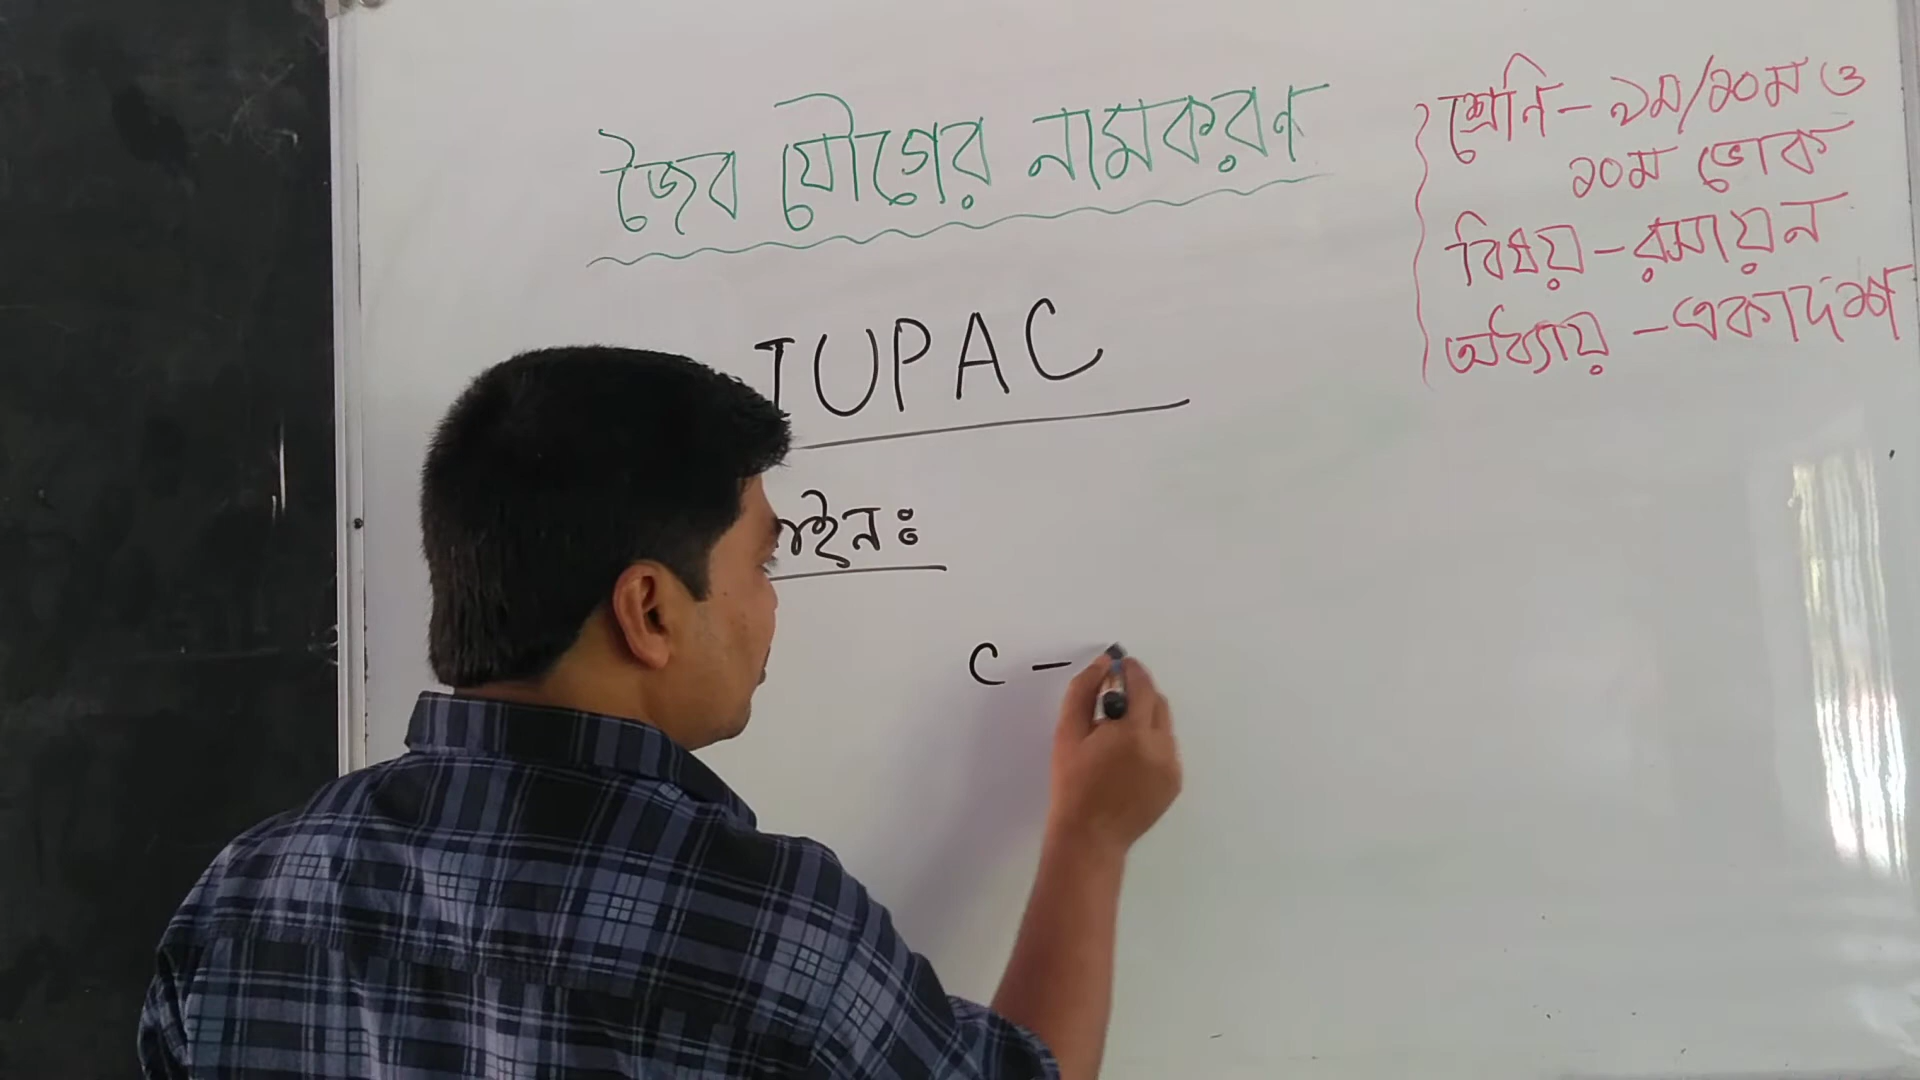 জৈব যৌগের নামকরণ
শ্রেণি - ৯ম/১০ম ও
১০ম ভোক
বিষয় - রসায়ন
অধ্যায় - একাদশ
IUPAC
C -